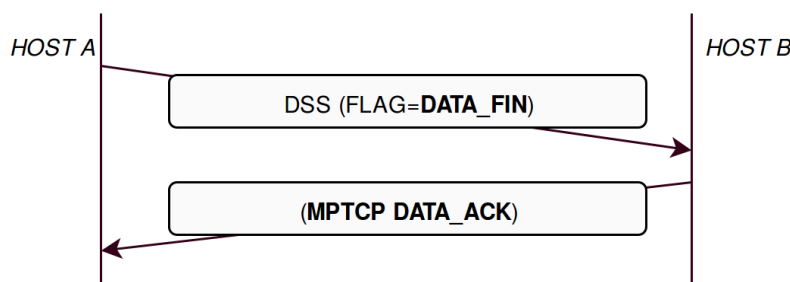 HOST A
HOST B
DSS (FLAG=DATA_FIN)
(MPTCP DATA_ACK)